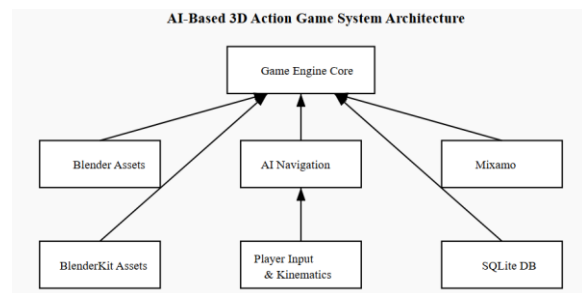 AI-Based 3D Action Game System Architecture
Game Engine Core
Blender Assets
AI Navigation
Mixamo
BlenderKit Assets
Player Input
& Kinematics
SQLite DB